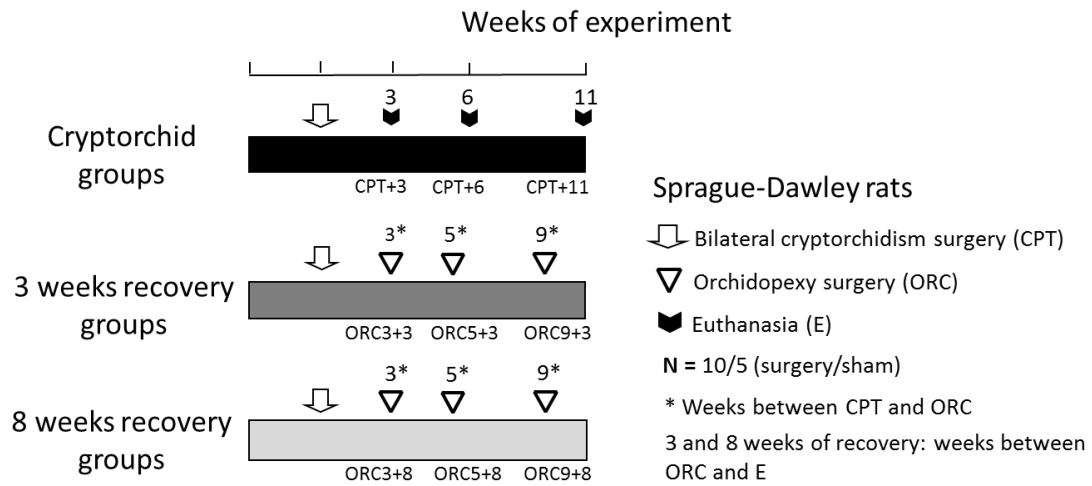 Weeks of experiment
3 6 11
Cryptorchid
groups
CPT+3 CPT+6 CPT+11
3* 5* 9*
3 weeks recovery
groups
ORC3+3 ORC5+3 ORC9+3
3* 5* 9*
8 weeks recovery
groups
ORC3+8 ORC5+8 ORC9+8
Sprague-Dawley rats
Bilateral cryptorchidism surgery (CPT)
Orchidopexy surgery (ORC)
Euthanasia (E)
N = 10/5 (surgery/sham)
* Weeks between CPT and ORC
3 and 8 weeks of recovery: weeks between
ORC and E